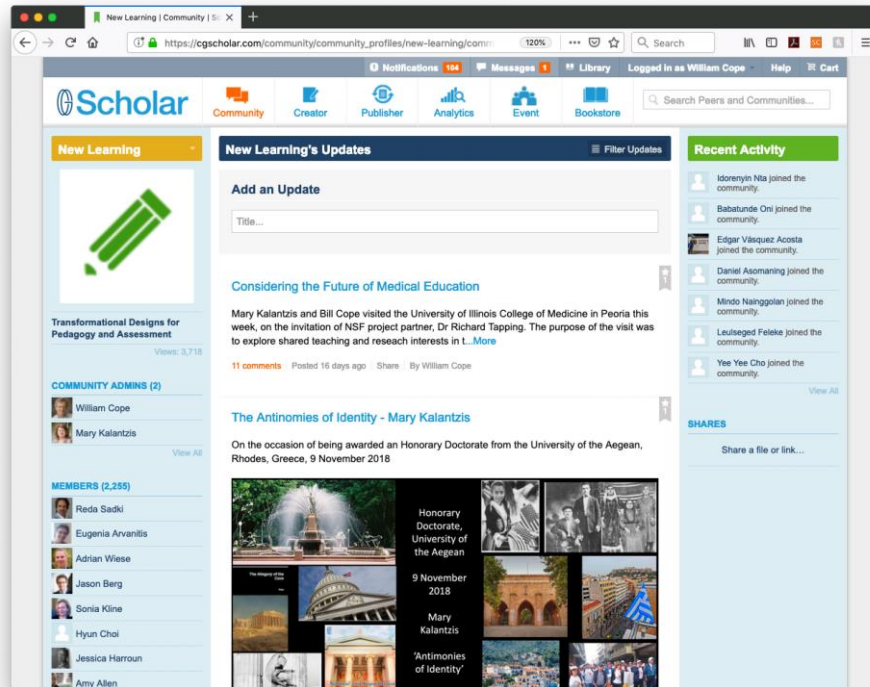 New Learning | Community | Sc
https://cgscholar.com/community/community_profiles/new-learning/comm
120%
Search
Notifications 104
Messages 1
Library
Logged in as William Cope
Help
Cart
Scholar
Community
Creator
Publisher
Analytics
Event
Bookstore
Search Peers and Communities...
New Learning
Transformational Designs for
Pedagogy and Assessment
Views: 3,718
COMMUNITY ADMINS (2)
William Cope
Mary Kalantzis
View All
MEMBERS (2,255)
Reda Sadki
Eugenia Arvanitis
Adrian Wiese
Jason Berg
Sonia Kline
Hyun Choi
Jessica Harroun
Amy Allen
New Learning's Updates
Filter Updates
Add an Update
Title...
Considering the Future of Medical Education
1
Mary Kalantzis and Bill Cope visited the University of Illinois College of Medicine in Peoria this
week, on the invitation of NSF project partner, Dr Richard Tapping. The purpose of the visit was
to explore shared teaching and reseach interests in t...More
11 comments Posted 16 days ago Share By William Cope
The Antinomies of Identity - Mary Kalantzis
1
On the occasion of being awarded an Honorary Doctorate from the University of the Aegean,
Rhodes, Greece, 9 November 2018
Honorary
Doctorate,
University of
the Aegean
9 November
2018
Mary
Kalantzis
'Antimonies
of Identity'
The Allegory of the
Cave
Recent Activity
Idorenyin Nta joined the
community.
Babatunde Oni joined the
community.
Edgar Vásquez Acosta
joined the community.
Daniel Asomaning joined the
community.
Mindo Nainggolan joined the
community.
Leulseged Feleke joined the
community.
Yee Yee Cho joined the
community.
View All
SHARES
Share a file or link...